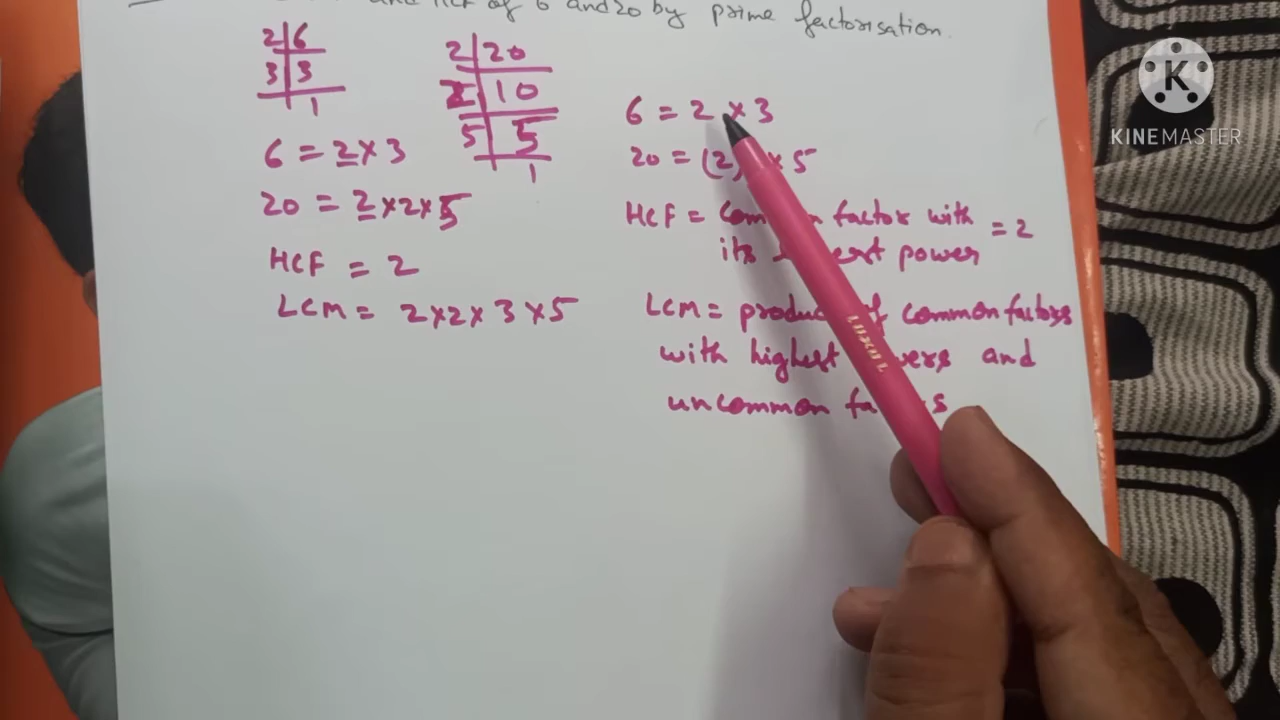 and HCF of 6 and 20 by prime factorisation.
2 | 6
3 | 3
1
2 | 20
2 | 10
5 | 5
1
6 = 2 × 3
20 = 2 × 2 × 5
HCF = 2
LCM = 2×2×3×5
6 = 2 × 3
20 = (2) × 5
HCF = factor with = 2
its power
LCM = of common factors
with highest and
uncommon
LUXOR
K
KINEMASTER